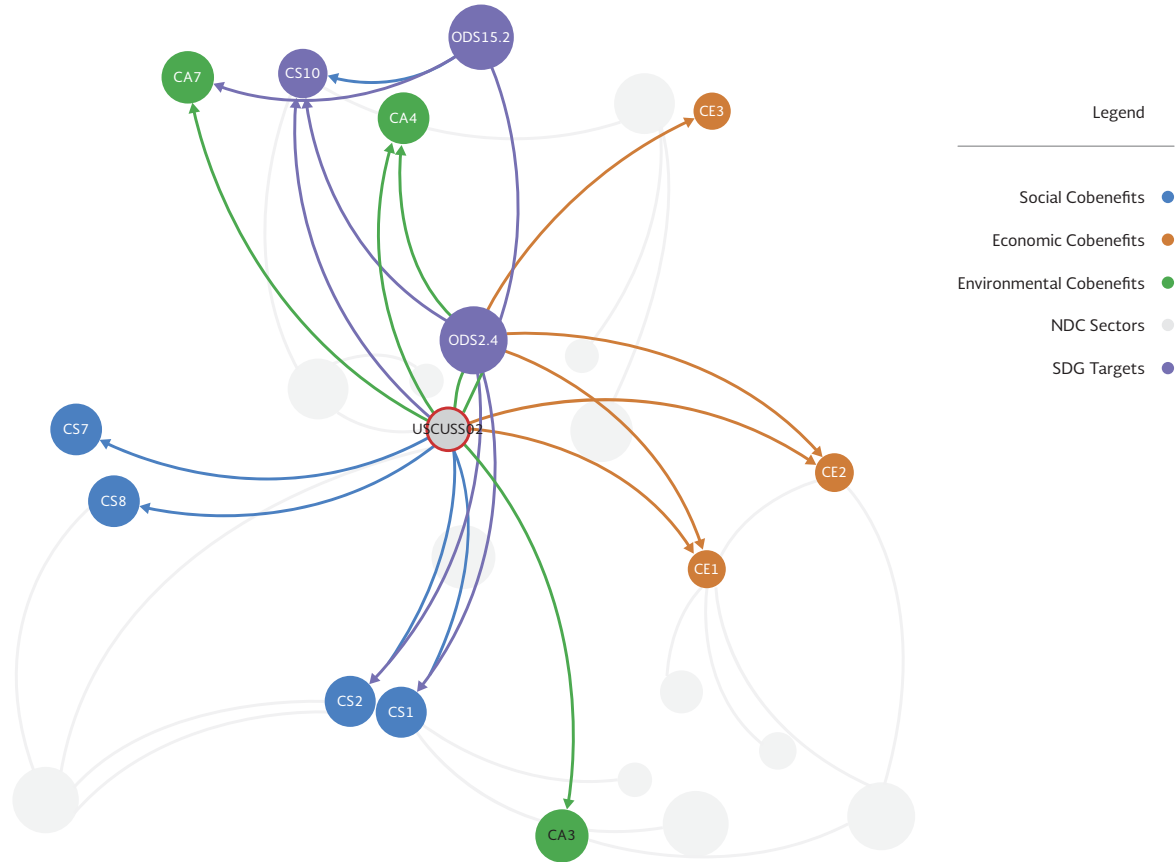 ODS15.2
CS10
CA7
CE3
CA4
Legend
Social Cobenefits
Economic Cobenefits
Environmental Cobenefits
NDC Sectors
SDG Targets
ODS2.4
CS7
USCUSS02
CE2
CS8
CE1
CS2
CS1
CA3